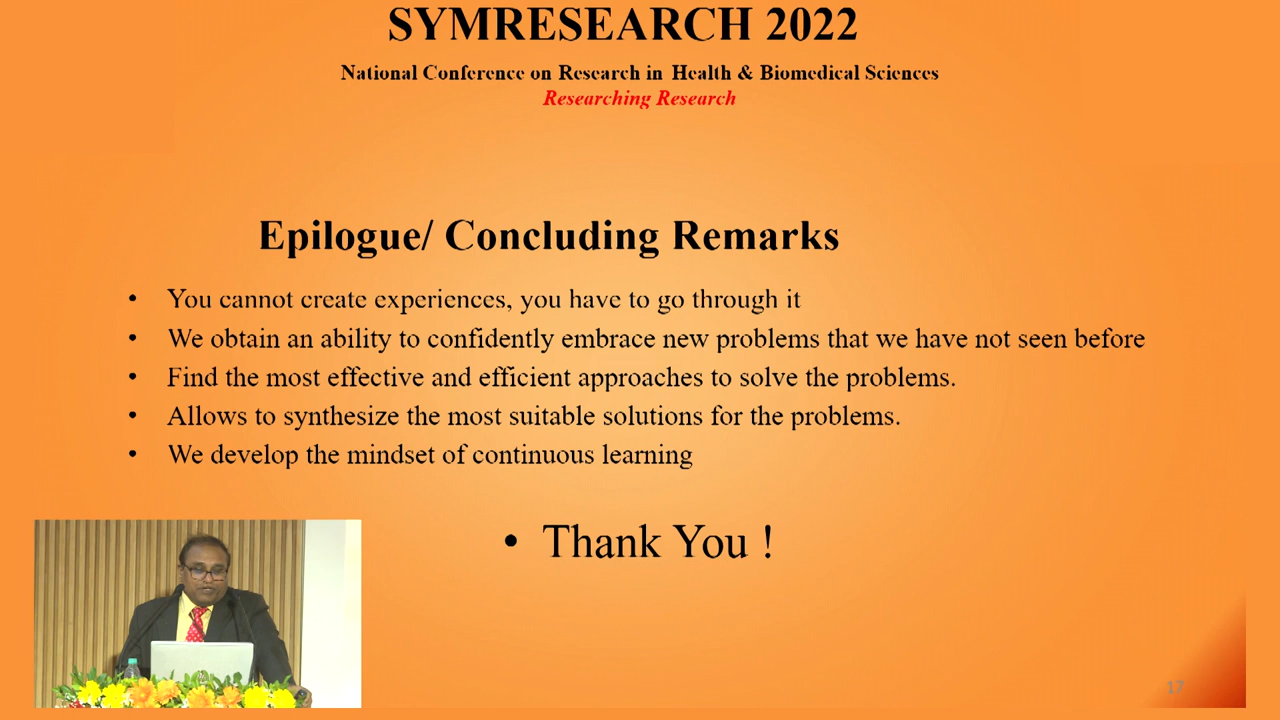 SYMRESEARCH 2022
National Conference on Research in Health & Biomedical Sciences
Researching Research
Epilogue/ Concluding Remarks
• You cannot create experiences, you have to go through it
• We obtain an ability to confidently embrace new problems that we have not seen before
• Find the most effective and efficient approaches to solve the problems.
• Allows to synthesize the most suitable solutions for the problems.
• We develop the mindset of continuous learning
• Thank You !
17